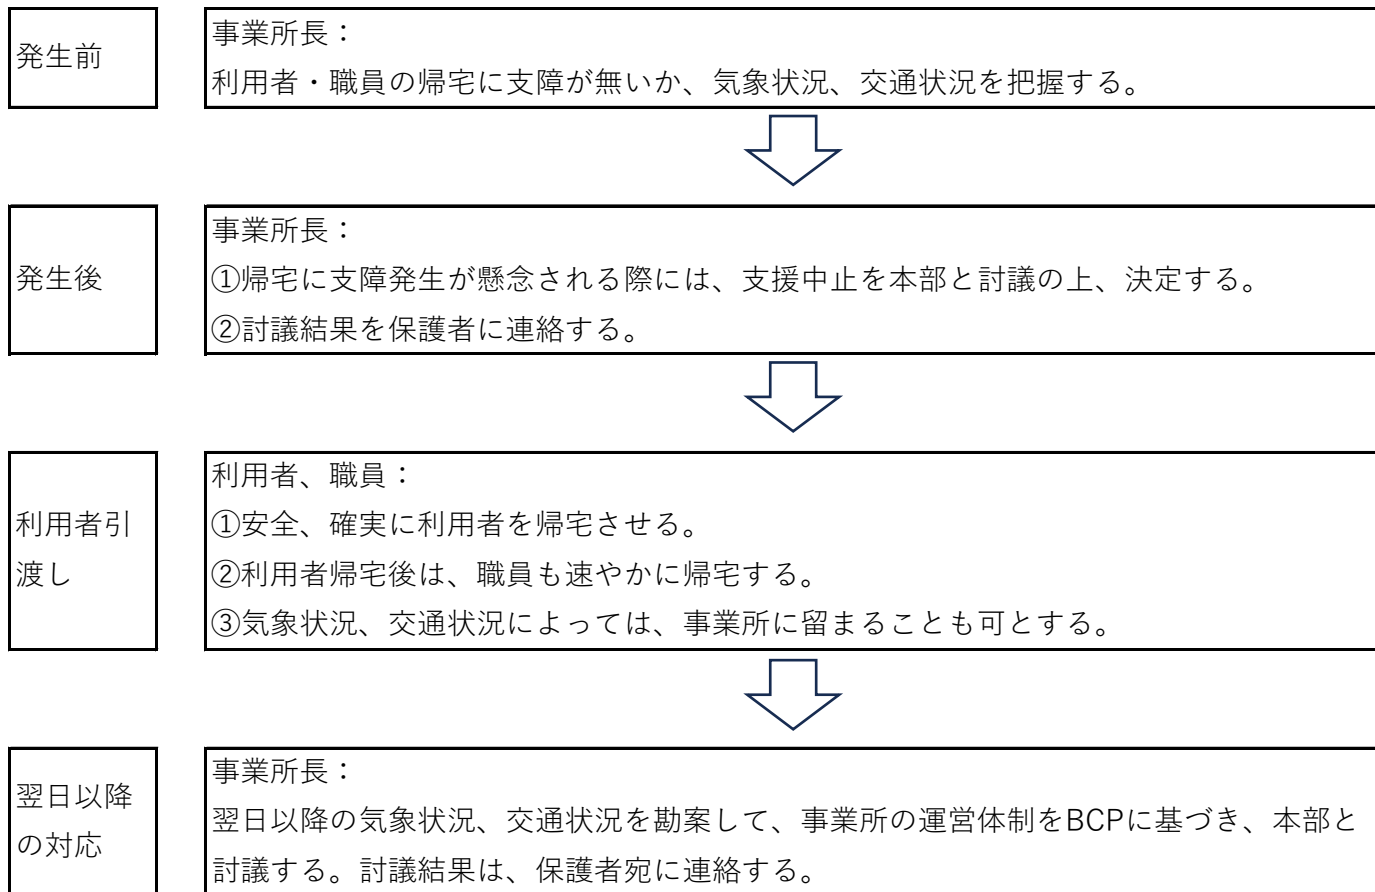 発生前
事業所長：
利用者・職員の帰宅に支障が無いか、気象状況、交通状況を把握する。
発生後
事業所長：
①帰宅に支障発生が懸念される際には、支援中止を本部と討議の上、決定する。
②討議結果を保護者に連絡する。
利用者引
渡し
利用者、職員：
①安全、確実に利用者を帰宅させる。
②利用者帰宅後は、職員も速やかに帰宅する。
③気象状況、交通状況によっては、事業所に留まることも可とする。
翌日以降
の対応
事業所長：
翌日以降の気象状況、交通状況を勘案して、事業所の運営体制をBCPに基づき、本部と
討議する。討議結果は、保護者宛に連絡する。